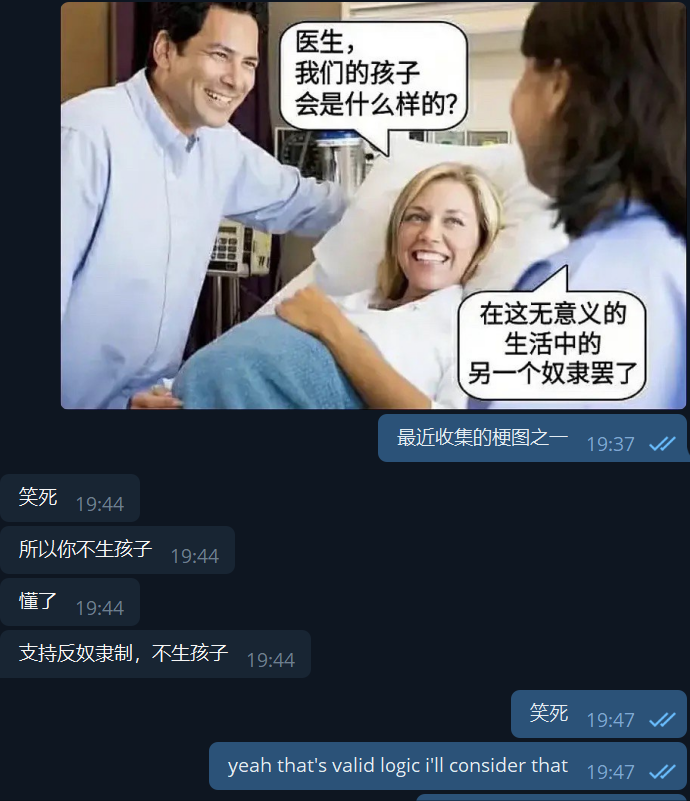 医生，
我们的孩子
会是什么样的?
在这无意义的
生活中的
另一个奴隶罢了
最近收集的梗图之一 19:37
笑死 19:44
所以你不生孩子 19:44
懂了 19:44
支持反奴隶制，不生孩子 19:44
笑死 19:47
yeah that's valid logic i'll consider that 19:47